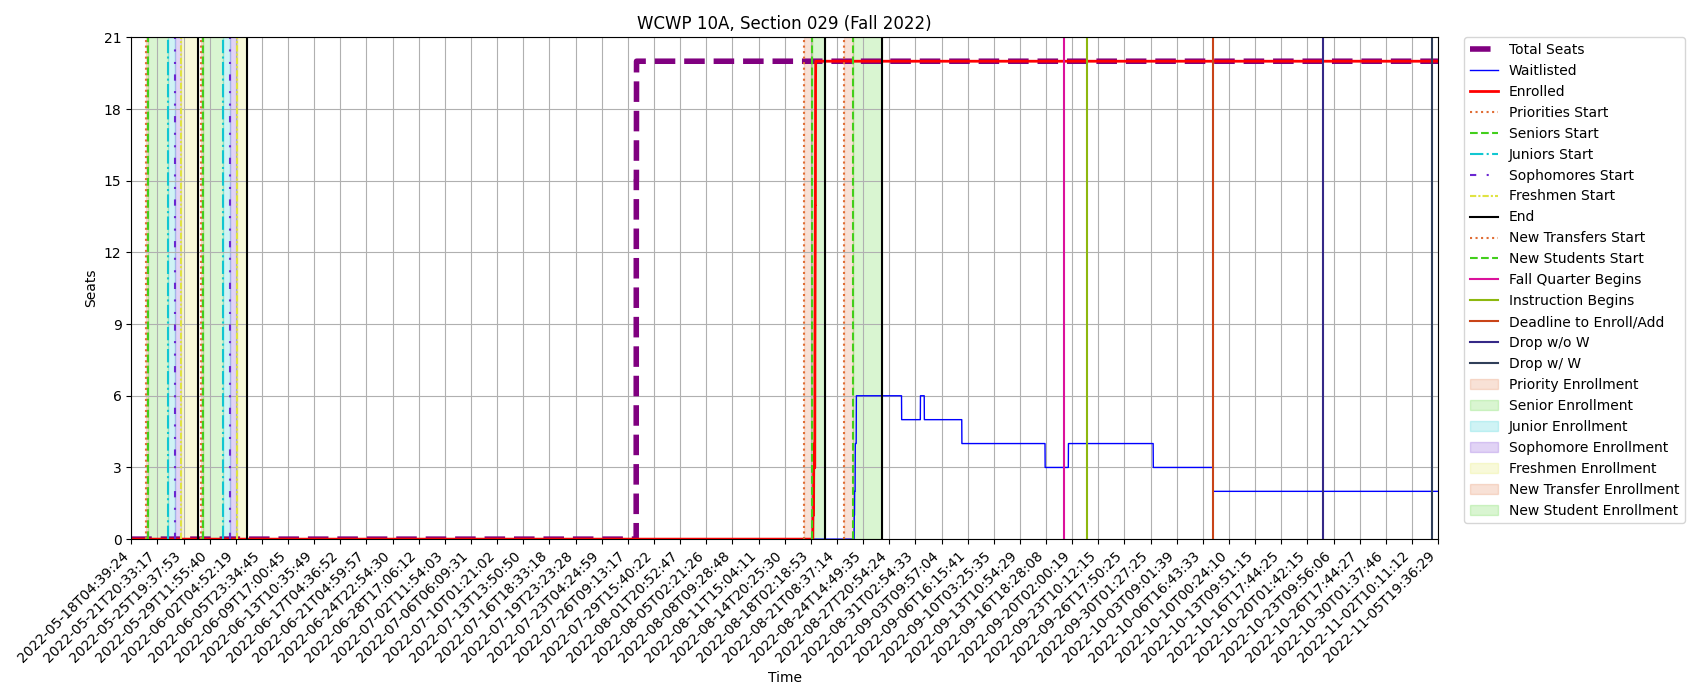 WCWP 10A, Section 029 (Fall 2022)
21
18
15
12
9
6
3
0
Seats
2022-05-18T04:39:24
2022-05-21T20:33:17
2022-05-25T19:37:53
2022-05-29T11:55:40
2022-06-02T04:52:19
2022-06-05T23:34:45
2022-06-09T17:00:45
2022-06-13T10:35:49
2022-06-17T04:36:52
2022-06-21T04:59:57
2022-06-24T22:54:30
2022-06-28T17:06:12
2022-07-02T11:54:03
2022-07-06T06:09:31
2022-07-10T01:21:02
2022-07-13T13:50:50
2022-07-16T18:33:18
2022-07-19T23:23:28
2022-07-23T04:24:59
2022-07-26T09:13:17
2022-07-29T15:40:22
2022-08-01T20:52:47
2022-08-05T02:21:26
2022-08-08T09:28:48
2022-08-11T15:04:11
2022-08-14T20:25:30
2022-08-18T02:18:53
2022-08-21T08:37:14
2022-08-24T14:49:35
2022-08-27T20:54:24
2022-08-31T02:54:33
2022-09-03T09:57:04
2022-09-06T16:15:41
2022-09-10T03:25:35
2022-09-13T10:54:29
2022-09-16T18:28:08
2022-09-20T02:00:19
2022-09-23T10:12:15
2022-09-26T17:50:25
2022-09-30T01:27:25
2022-10-03T09:01:39
2022-10-06T16:43:33
2022-10-10T00:24:10
2022-10-13T09:51:15
2022-10-16T17:44:25
2022-10-20T01:42:15
2022-10-23T09:56:06
2022-10-26T17:44:27
2022-10-30T01:37:46
2022-11-02T10:11:12
2022-11-05T19:36:29
Time
Total Seats
Waitlisted
Enrolled
Priorities Start
Seniors Start
Juniors Start
Sophomores Start
Freshmen Start
End
New Transfers Start
New Students Start
Fall Quarter Begins
Instruction Begins
Deadline to Enroll/Add
Drop w/o W
Drop w/ W
Priority Enrollment
Senior Enrollment
Junior Enrollment
Sophomore Enrollment
Freshmen Enrollment
New Transfer Enrollment
New Student Enrollment